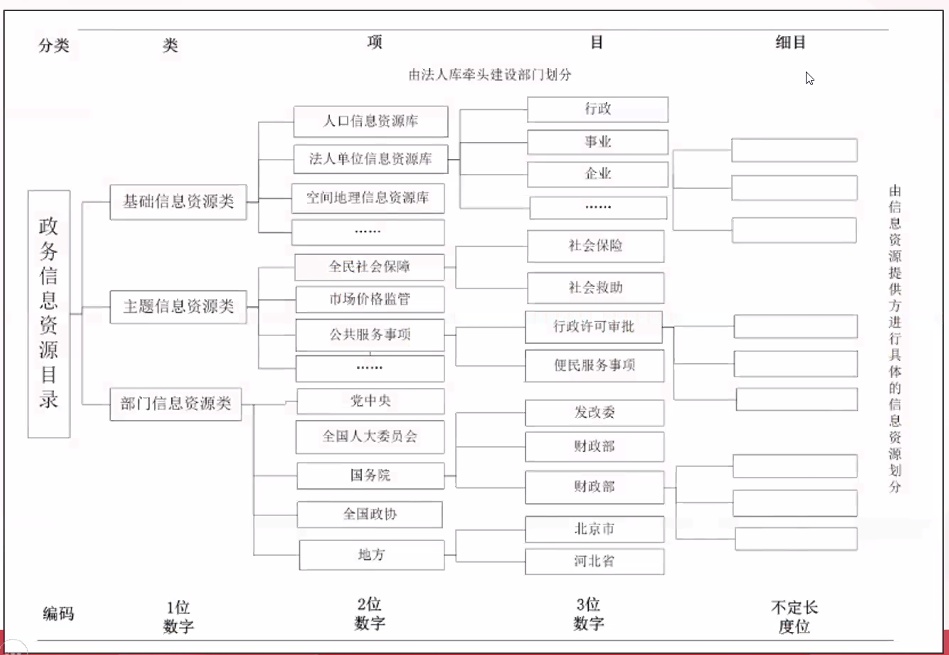 分类 类 项 目 细目
由法人库牵头建设部门划分
政务信息资源目录
基础信息资源类
人口信息资源库
法人单位信息资源库
空间地理信息资源库
……
行政
事业
企业
……
主题信息资源类
全民社会保障
市场价格监管
公共服务事项
……
社会保险
社会救助
行政许可审批
便民服务事项
部门信息资源类
党中央
全国人大委员会
国务院
全国政协
地方
发改委
财政部
财政部
北京市
河北省
由信息资源提供方进行具体的信息资源划分
编码
1位
数字
2位
数字
3位
数字
不定长
度位